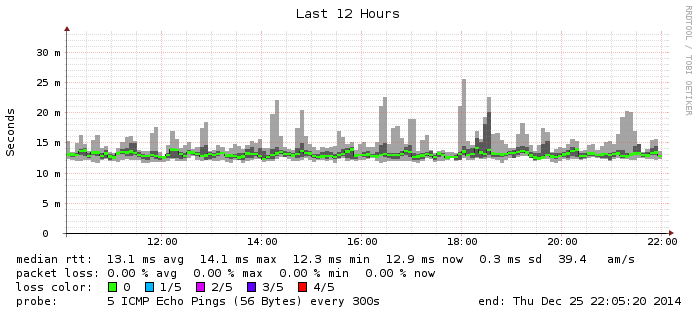 Last 12 Hours
RRDTOOL / TOBI OETIKER
Seconds
30 m
25 m
20 m
15 m
10 m
5 m
0
12:00 14:00 16:00 18:00 20:00 22:00
median rtt: 13.1 ms avg 14.1 ms max 12.3 ms min 12.9 ms now 0.3 ms sd 39.4 am/s
packet loss: 0.00 % avg 0.00 % max 0.00 % min 0.00 % now
loss color: 0 1/5 2/5 3/5 4/5
probe: 5 ICMP Echo Pings (56 Bytes) every 300s end: Thu Dec 25 22:05:20 2014